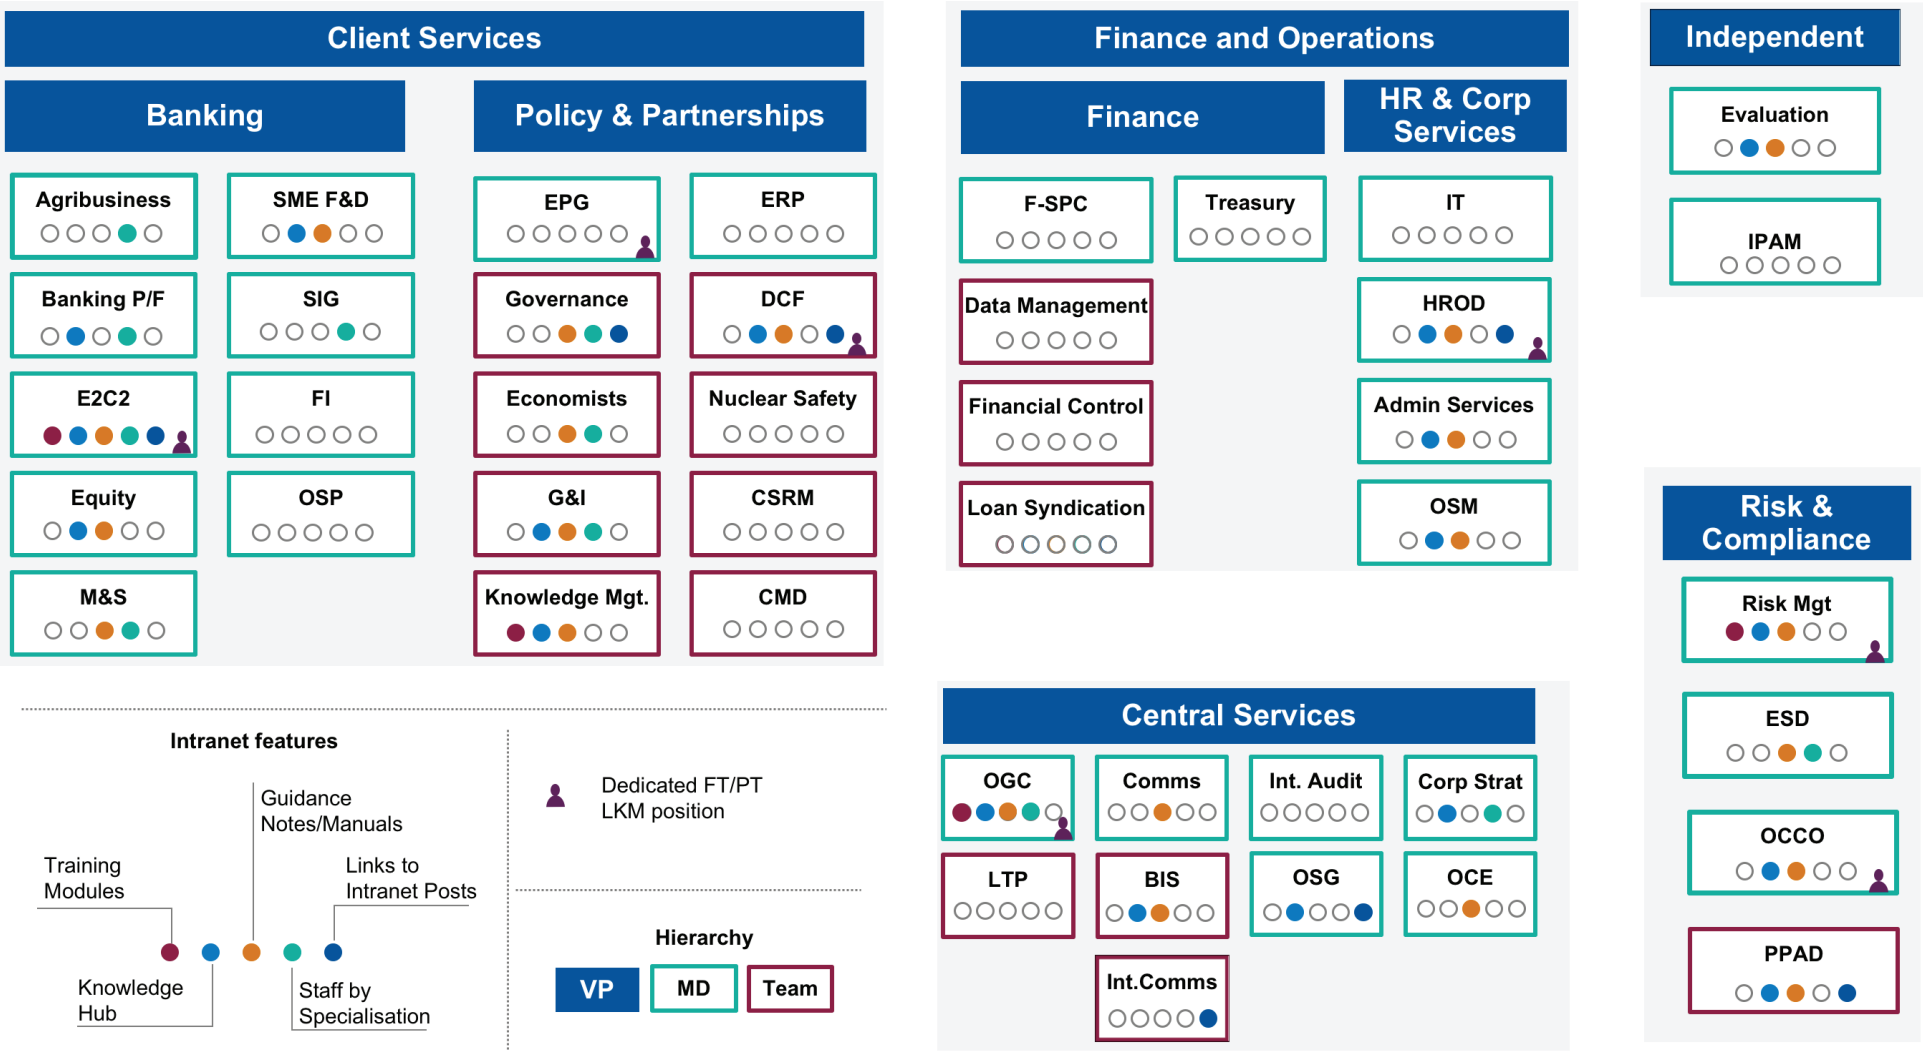 Client Services
Banking
Policy & Partnerships
Agribusiness
SME F&D
Banking P/F
SIG
E2C2
FI
Equity
OSP
M&S
EPG
ERP
Governance
DCF
Economists
Nuclear Safety
G&I
CSRM
Knowledge Mgt.
CMD
Finance and Operations
Finance
HR & Corp
Services
F-SPC
Treasury
Data Management
Financial Control
Loan Syndication
IT
HROD
Admin Services
OSM
Independent
Evaluation
IPAM
Risk &
Compliance
Risk Mgt
ESD
OCCO
PPAD
Central Services
OGC
Comms
Int. Audit
Corp Strat
LTP
BIS
OSG
OCE
Int.Comms
Intranet features
Guidance
Notes/Manuals
Training
Modules
Links to
Intranet Posts
Knowledge
Hub
Staff by
Specialisation
Dedicated FT/PT
LKM position
Hierarchy
VP
MD
Team